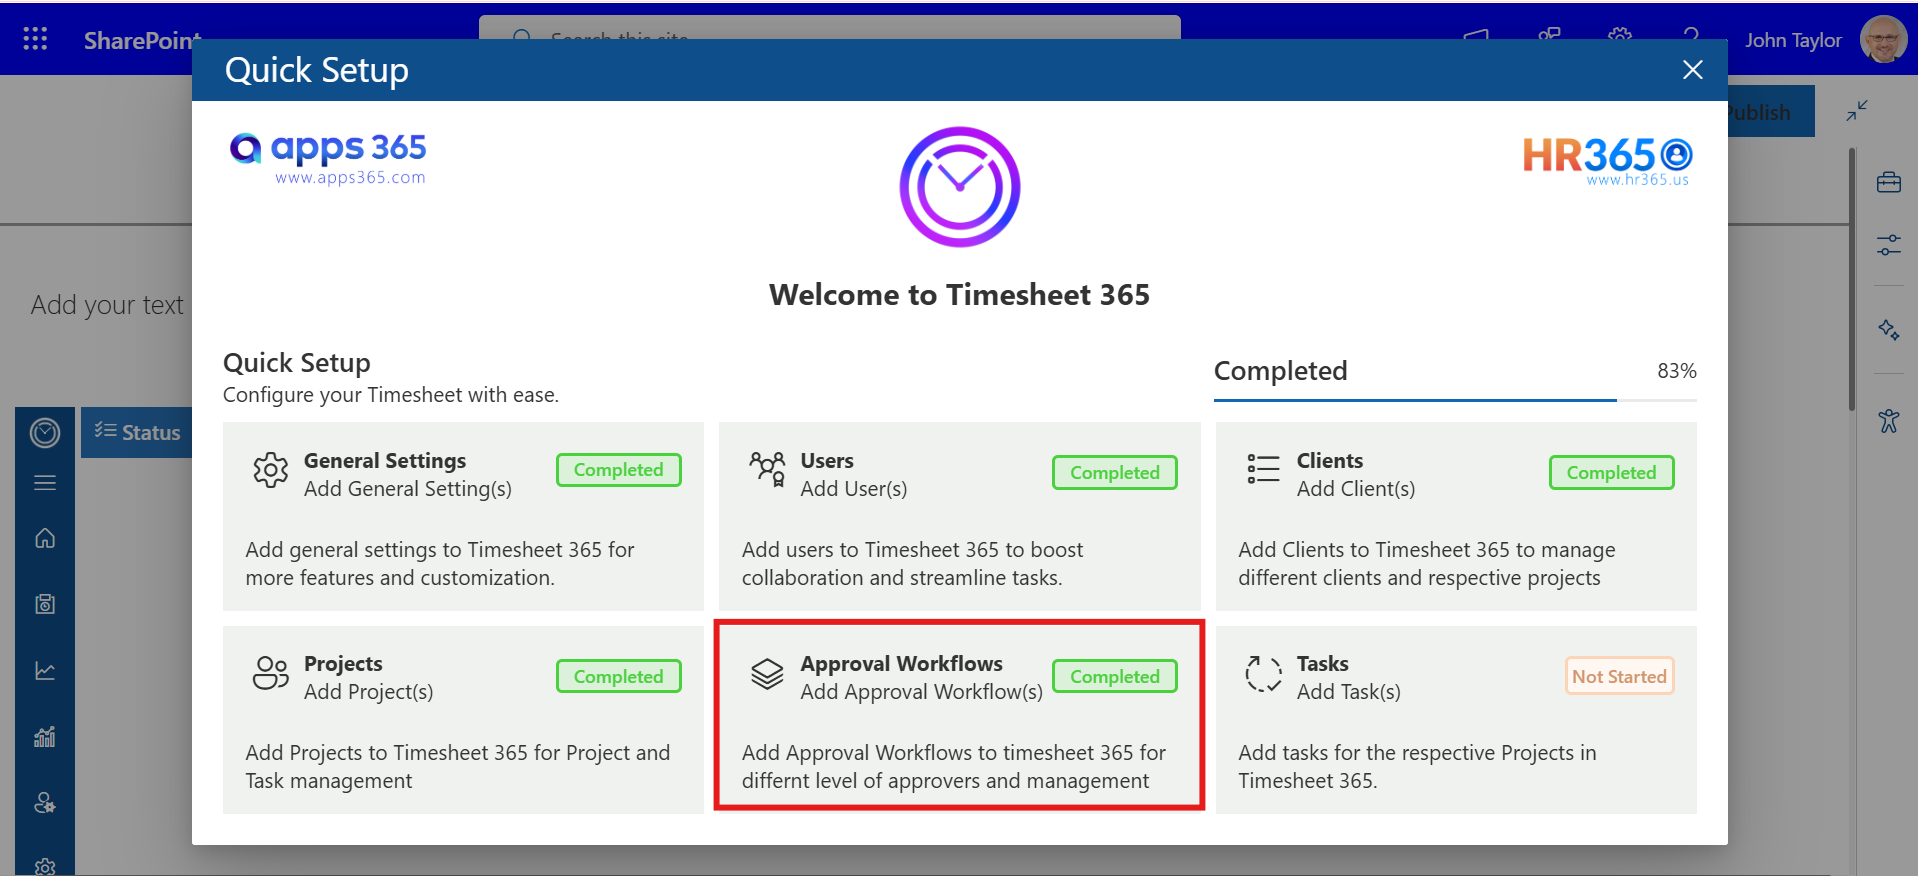 SharePoint
Search this site
John Taylor
Quick Setup
Publish
apps 365
www.apps365.com
HR365
www.hr365.us
Welcome to Timesheet 365
Add your text
Quick Setup
Configure your Timesheet with ease.
Completed
83%
Status
General Settings
Add General Setting(s)
Completed
Add general settings to Timesheet 365 for
more features and customization.
Users
Add User(s)
Completed
Add users to Timesheet 365 to boost
collaboration and streamline tasks.
Clients
Add Client(s)
Completed
Add Clients to Timesheet 365 to manage
different clients and respective projects
Projects
Add Project(s)
Completed
Add Projects to Timesheet 365 for Project and
Task management
Approval Workflows
Add Approval Workflow(s)
Completed
Add Approval Workflows to timesheet 365 for
differnt level of approvers and management
Tasks
Add Task(s)
Not Started
Add tasks for the respective Projects in
Timesheet 365.